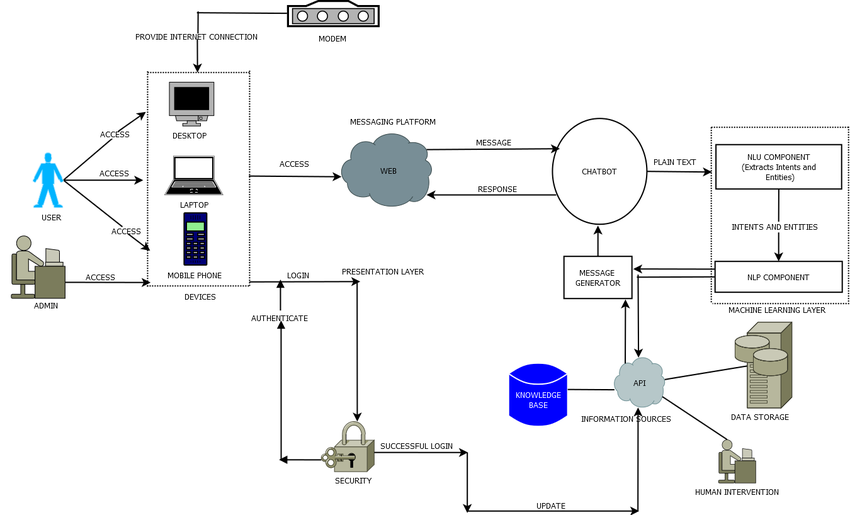 PROVIDE INTERNET CONNECTION
MODEM
DESKTOP
LAPTOP
MOBILE PHONE
DEVICES
ACCESS
ACCESS
ACCESS
USER
ACCESS
ADMIN
ACCESS
MESSAGING PLATFORM
WEB
MESSAGE
RESPONSE
CHATBOT
PLAIN TEXT
NLU COMPONENT
(Extracts Intents and
Entities)
INTENTS AND ENTITIES
NLP COMPONENT
MACHINE LEARNING LAYER
MESSAGE
GENERATOR
LOGIN
PRESENTATION LAYER
AUTHENTICATE
API
KNOWLEDGE
BASE
INFORMATION SOURCES
DATA STORAGE
HUMAN INTERVENTION
SUCCESSFUL LOGIN
SECURITY
UPDATE